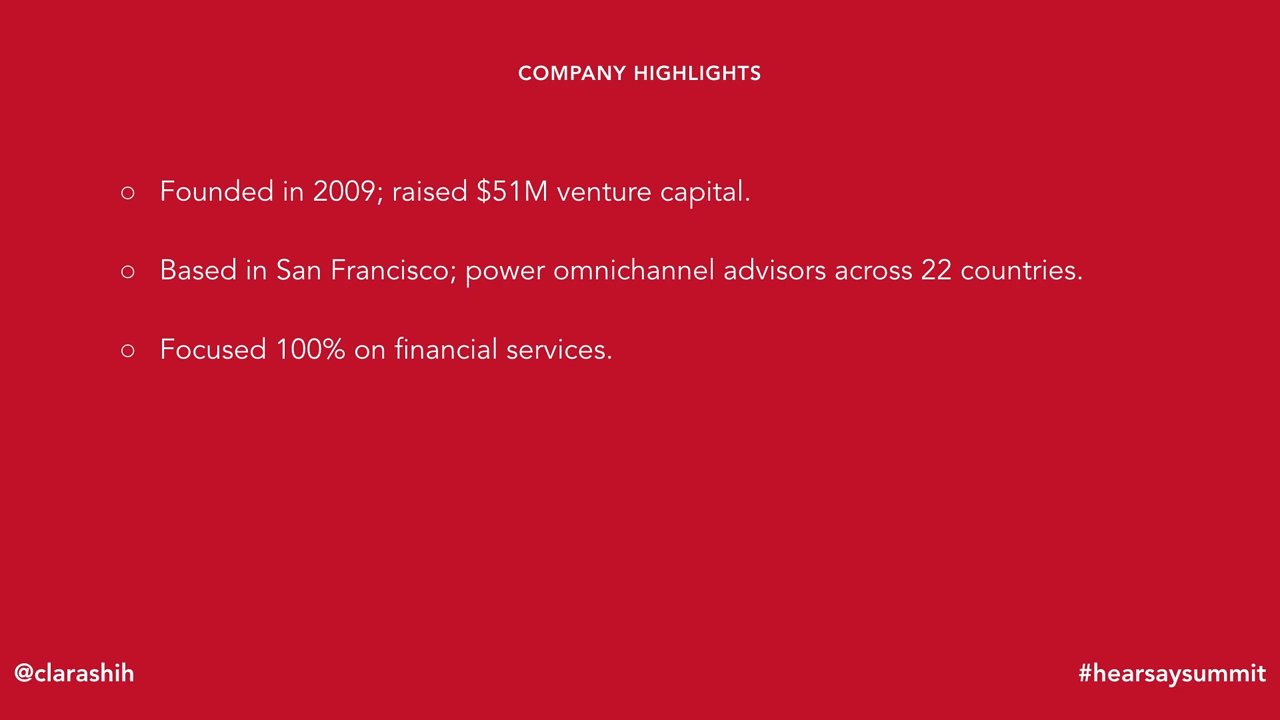 COMPANY HIGHLIGHTS
○ Founded in 2009; raised $51M venture capital.
○ Based in San Francisco; power omnichannel advisors across 22 countries.
○ Focused 100% on financial services.
@clarashih
#hearsaysummit